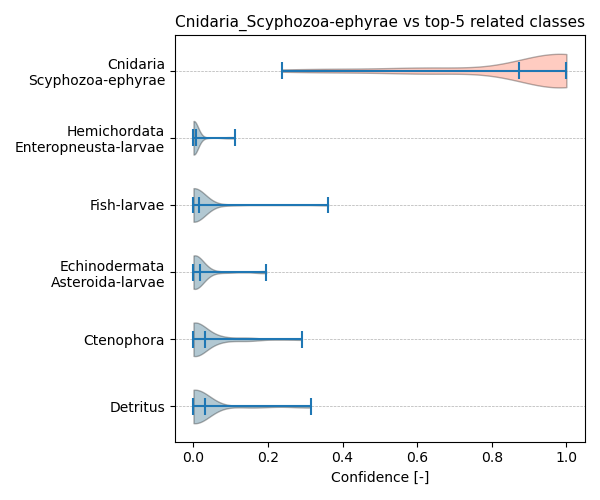 Cnidaria_Scyphozoa-ephyrae vs top-5 related classes
Cnidaria
Scyphozoa-ephyrae
Hemichordata
Enteropneusta-larvae
Fish-larvae
Echinodermata
Asteroida-larvae
Ctenophora
Detritus
0.0 0.2 0.4 0.6 0.8 1.0
Confidence [-]